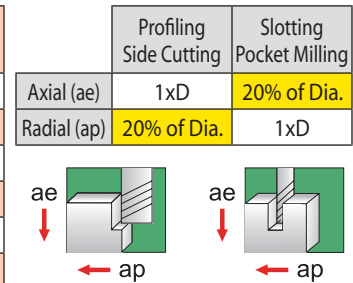 Profiling
Side Cutting
Slotting
Pocket Milling
Axial (ae)
1xD
20% of Dia.
Radial (ap)
20% of Dia.
1xD
ae
ap
ae
ap